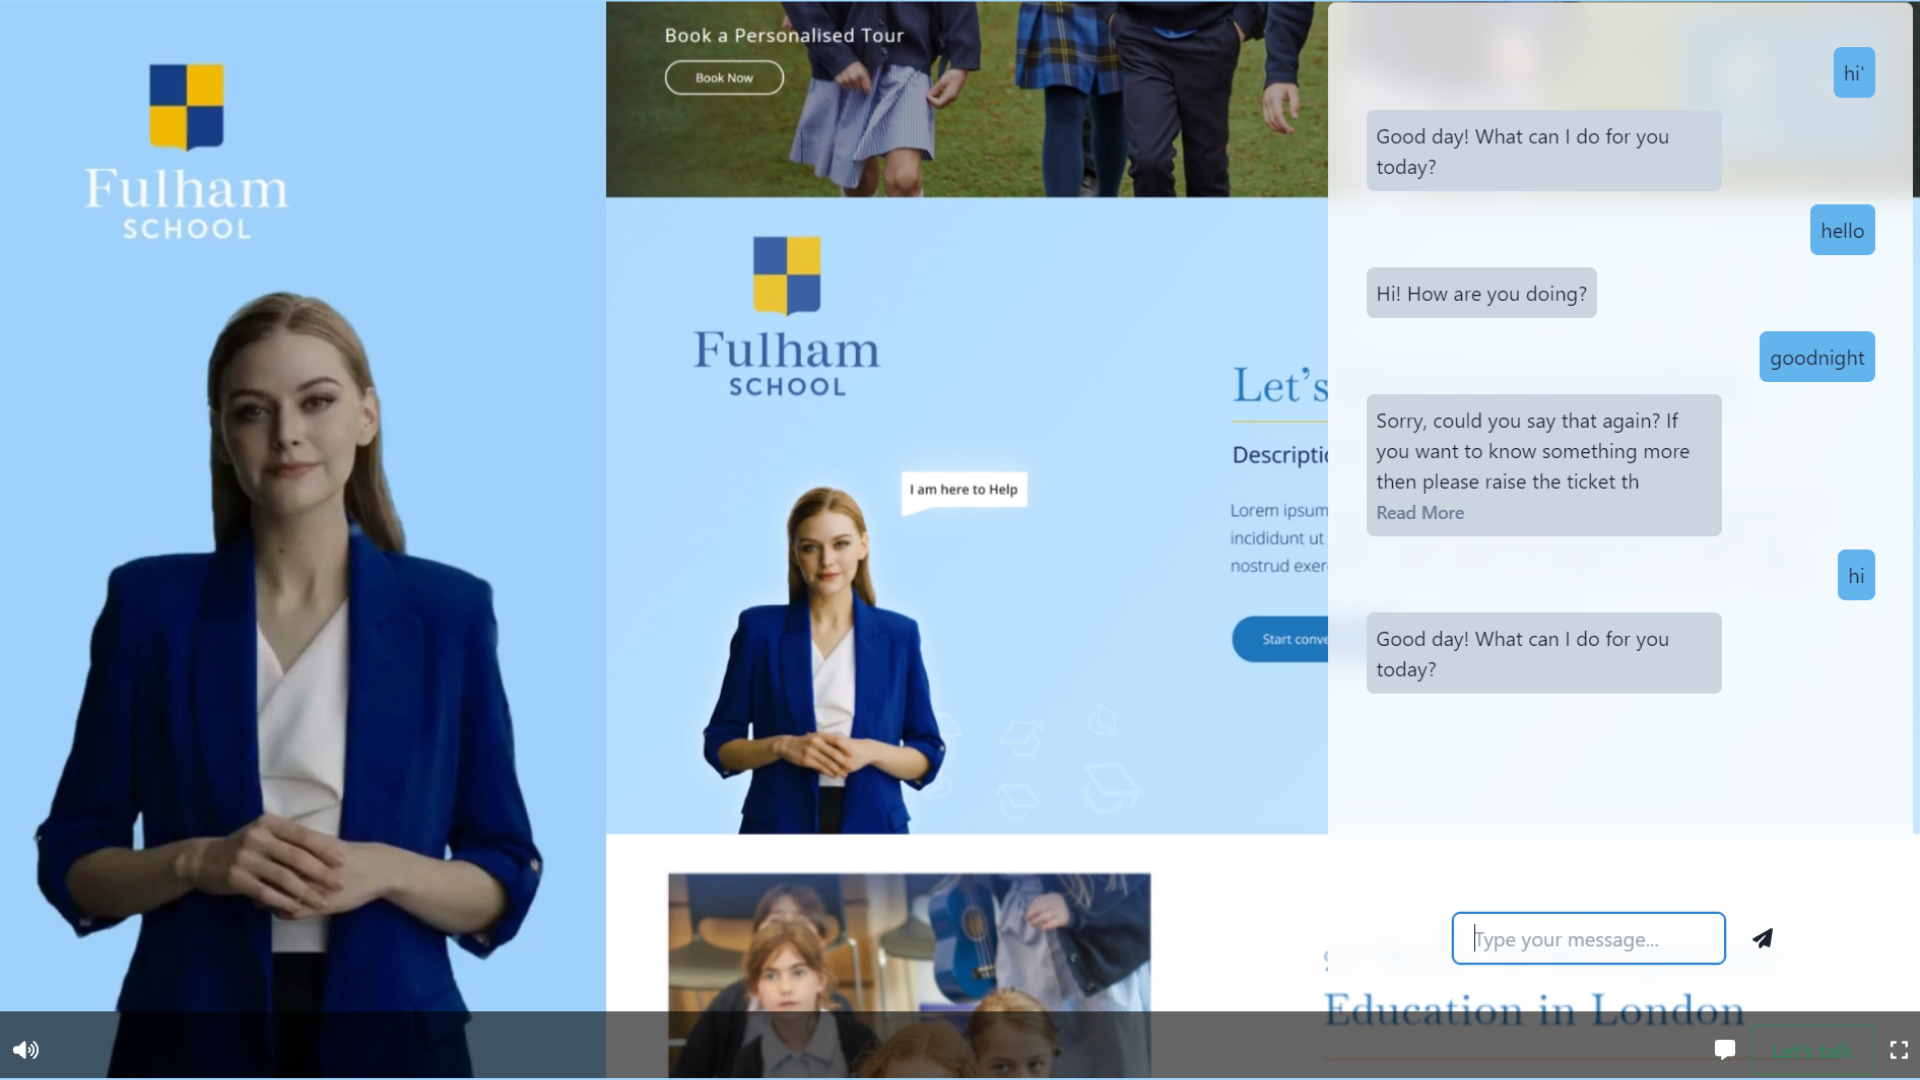 Fulham
SCHOOL
Book a Personalised Tour
Book Now
Fulham
SCHOOL
I am here to Help
Let's
Descripti
Lorem ipsum
incididunt ut
nostrud exer
Start conve
hi'
Good day! What can I do for you
today?
hello
Hi! How are you doing?
goodnight
Sorry, could you say that again? If
you want to know something more
then please raise the ticket th
Read More
hi
Good day! What can I do for you
today?
Type your message...
Education in London
Let's talk